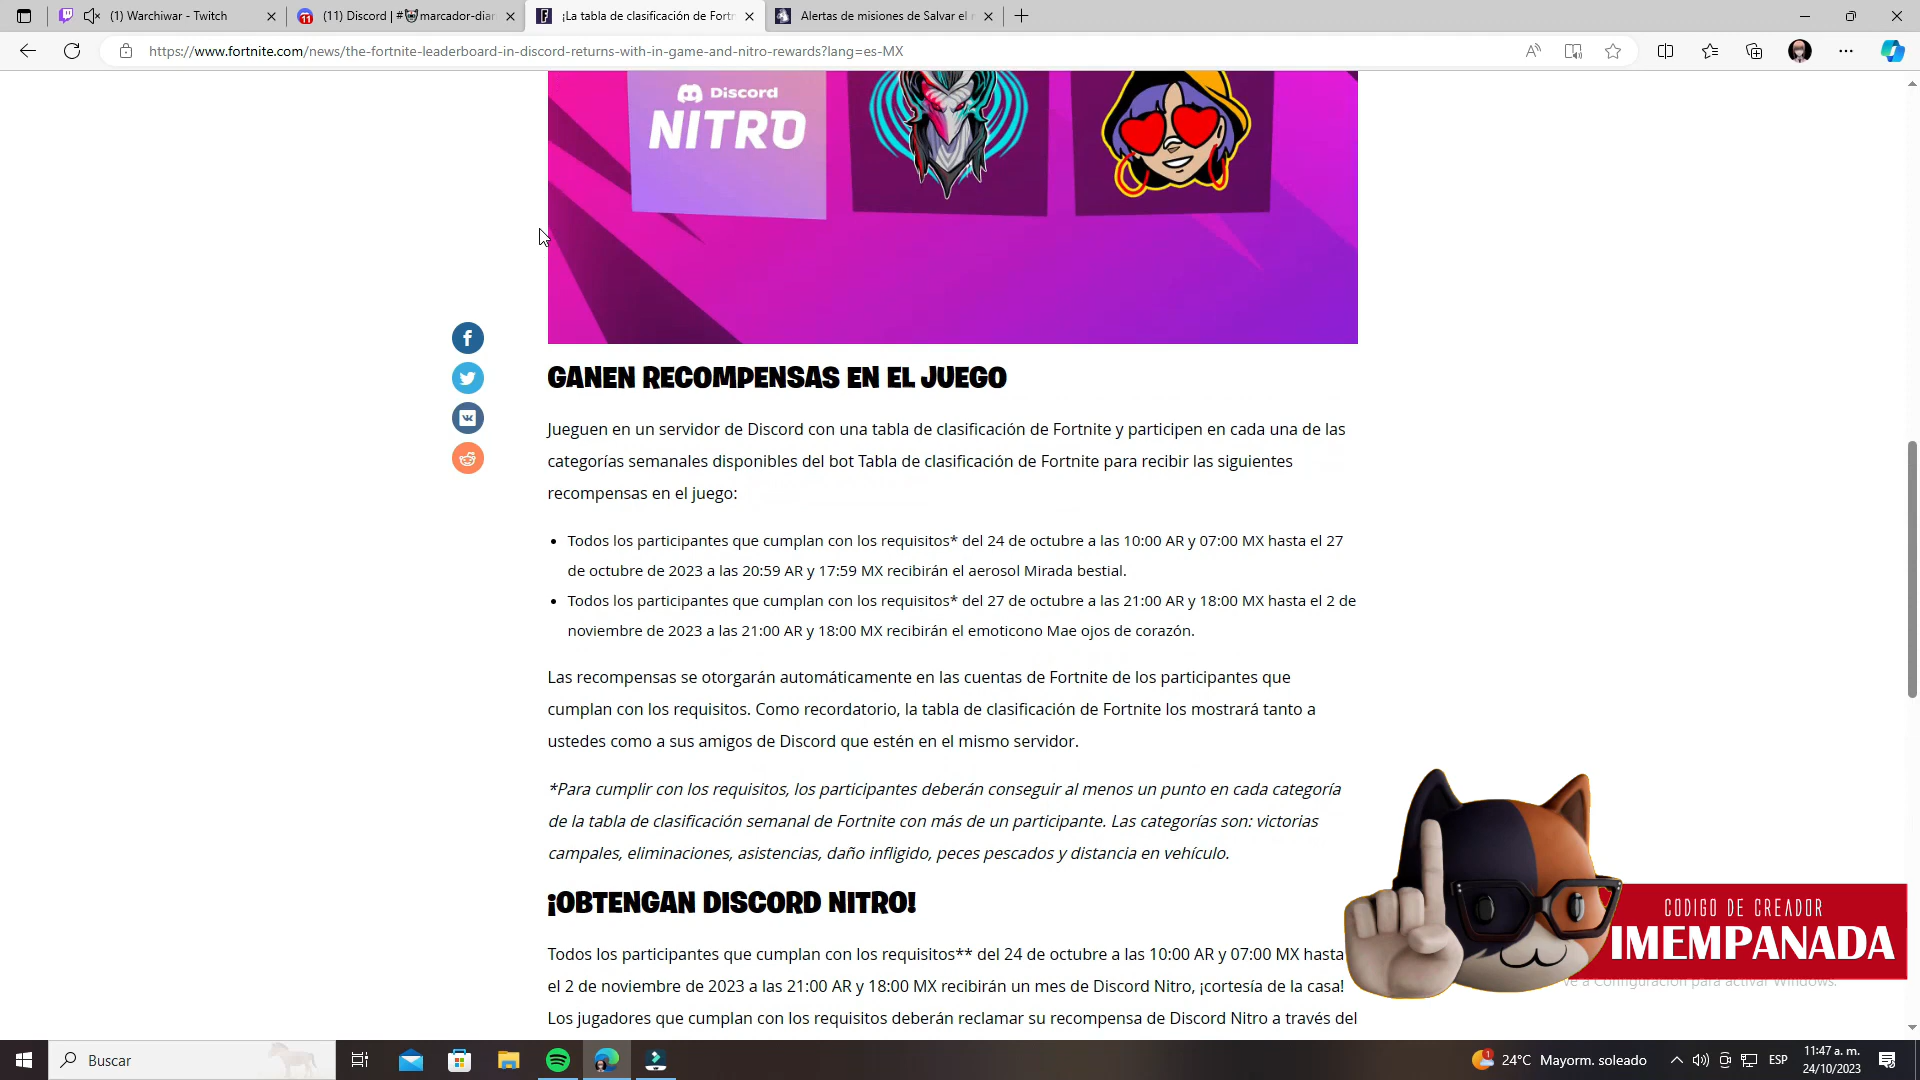 (1) Warchiwar - Twitch
(11) Discord | #marcador-diar
¡La tabla de clasificación de Fortn
Alertas de misiones de Salvar el
https://www.fortnite.com/news/the-fortnite-leaderboard-in-discord-returns-with-in-game-and-nitro-rewards?lang=es-MX
Discord
NITRO
GANEN RECOMPENSAS EN EL JUEGO
Jueguen en un servidor de Discord con una tabla de clasificación de Fortnite y participen en cada una de las
categorías semanales disponibles del bot Tabla de clasificación de Fortnite para recibir las siguientes
recompensas en el juego:
• Todos los participantes que cumplan con los requisitos* del 24 de octubre a las 10:00 AR y 07:00 MX hasta el 27
de octubre de 2023 a las 20:59 AR y 17:59 MX recibirán el aerosol Mirada bestial.
• Todos los participantes que cumplan con los requisitos* del 27 de octubre a las 21:00 AR y 18:00 MX hasta el 2 de
noviembre de 2023 a las 21:00 AR y 18:00 MX recibirán el emoticono Mae ojos de corazón.
Las recompensas se otorgarán automáticamente en las cuentas de Fortnite de los participantes que
cumplan con los requisitos. Como recordatorio, la tabla de clasificación de Fortnite los mostrará tanto a
ustedes como a sus amigos de Discord que estén en el mismo servidor.
*Para cumplir con los requisitos, los participantes deberán conseguir al menos un punto en cada categoría
de la tabla de clasificación semanal de Fortnite con más de un participante. Las categorías son: victorias
campales, eliminaciones, asistencias, daño infligido, peces pescados y distancia en vehículo.
¡OBTENGAN DISCORD NITRO!
Todos los participantes que cumplan con los requisitos** del 24 de octubre a las 10:00 AR y 07:00 MX hasta
el 2 de noviembre de 2023 a las 21:00 AR y 18:00 MX recibirán un mes de Discord Nitro, ¡cortesía de la casa!
Los jugadores que cumplan con los requisitos deberán reclamar su recompensa de Discord Nitro a través del
CODIGO DE CREADOR
IMEMPANADA
Ve a Configuración para activar Windows.
Buscar
24°C Mayorm. soleado
ESP
11:47 a. m.
24/10/2023